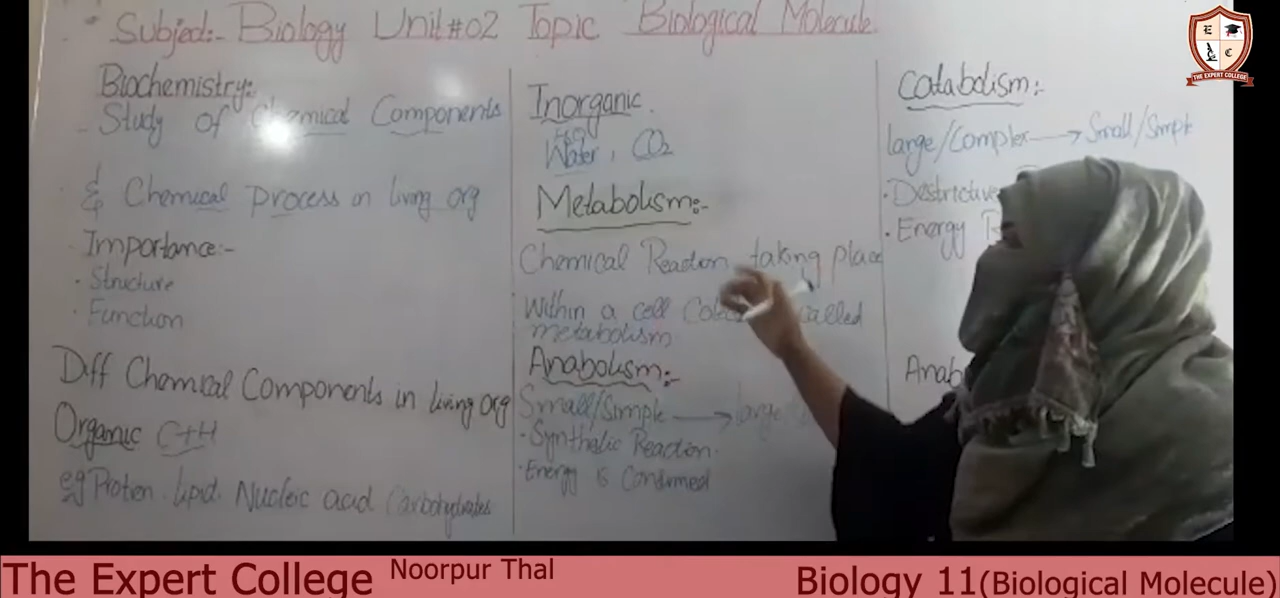 Subject:- Biology Unit#02 Topic Biological Molecule
Biochemistry:-
- Study of Chemical Components
& Chemical process in living org
Importance:-
· Structure
· Function
Diff Chemical Components in living org
Organic C+H
eg Protien. lipid. Nucleic acid Carbohydrates
Inorganic.
H2O
Water, CO2
Metabolism:-
Chemical Reaction taking place
Within a cell called
metabolism
Anabolism:-
Small/Simple → large
· Synthetic Reaction.
· Energy is Consumed
Catabolism:-
large/Complex → Small/Simple
· Destrictive
· Energy
Anab
E C
THE EXPERT COLLEGE
The Expert College Noorpur Thal
Biology 11(Biological Molecule)